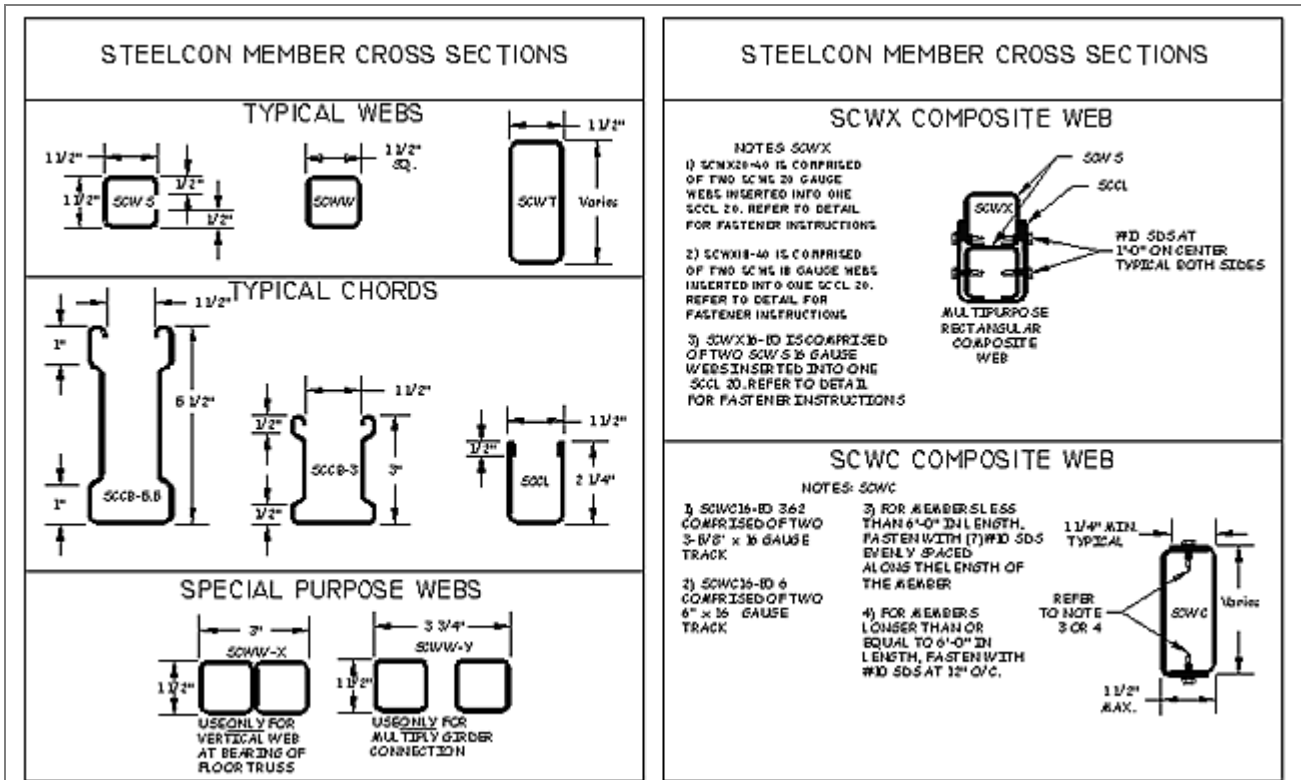 STEELCON MEMBER CROSS SECTIONS
TYPICAL WEBS
1 1/2"
1 1/2"
SCWS
1/2"
1/2"
1 1/2"
SQ.
SCWW
1 1/2"
SCWT
Varies
TYPICAL CHORDS
1 1/2"
1"
6 1/2"
SCCB-6.5
1"
1 1/2"
1/2"
SCCB-3
3"
1/2"
1 1/2"
1/2"
SCCL
2 1/4"
SPECIAL PURPOSE WEBS
3"
SCWW-X
1 1/2"
USE ONLY FOR
VERTICAL WEB
AT BEARING OF
FLOOR TRUSS
3 3/4"
SCWW-Y
1 1/2"
USE ONLY FOR
MULTIPLY GIRDER
CONNECTION
STEELCON MEMBER CROSS SECTIONS
SCWX COMPOSITE WEB
NOTES: SCWX
1) SCWX20-40 IS COMPRISED
OF TWO SCWS 20 GAUGE
WEBS INSERTED INTO ONE
SCCL 20. REFER TO DETAIL
FOR FASTENER INSTRUCTIONS
2) SCWX18-40 IS COMPRISED
OF TWO SCWS 18 GAUGE WEBS
INSERTED INTO ONE SCCL 20.
REFER TO DETAIL FOR
FASTENER INSTRUCTIONS
3) SCWX16-50 IS COMPRISED
OF TWO SCWS 16 GAUGE
WEBS INSERTED INTO ONE
SCCL 20. REFER TO DETAIL
FOR FASTENER INSTRUCTIONS
SCWS
SCCL
SCWX
#10 SDS AT
1'-0" ON CENTER
TYPICAL BOTH SIDES
MULTIPURPOSE
RECTANGULAR
COMPOSITE
WEB
SCWC COMPOSITE WEB
NOTES: SCWC
1) SCWC16-50 3.62
COMPRISED OF TWO
3-5/8" x 16 GAUGE
TRACK
2) SCWC16-50 6
COMPRISED OF TWO
6" x 16 GAUGE
TRACK
3) FOR MEMBERS LESS
THAN 6'-0" IN LENGTH,
FASTEN WITH (7) #10 SDS
EVENLY SPACED
ALONG THE LENGTH OF
THE MEMBER
4) FOR MEMBERS
LONGER THAN OR
EQUAL TO 6'-0" IN
LENGTH, FASTEN WITH
#10 SDS AT 12" O/C.
1 1/4" MIN.
TYPICAL
REFER
TO NOTE
3 OR 4
SCWC
Varies
1 1/2"
MAX.